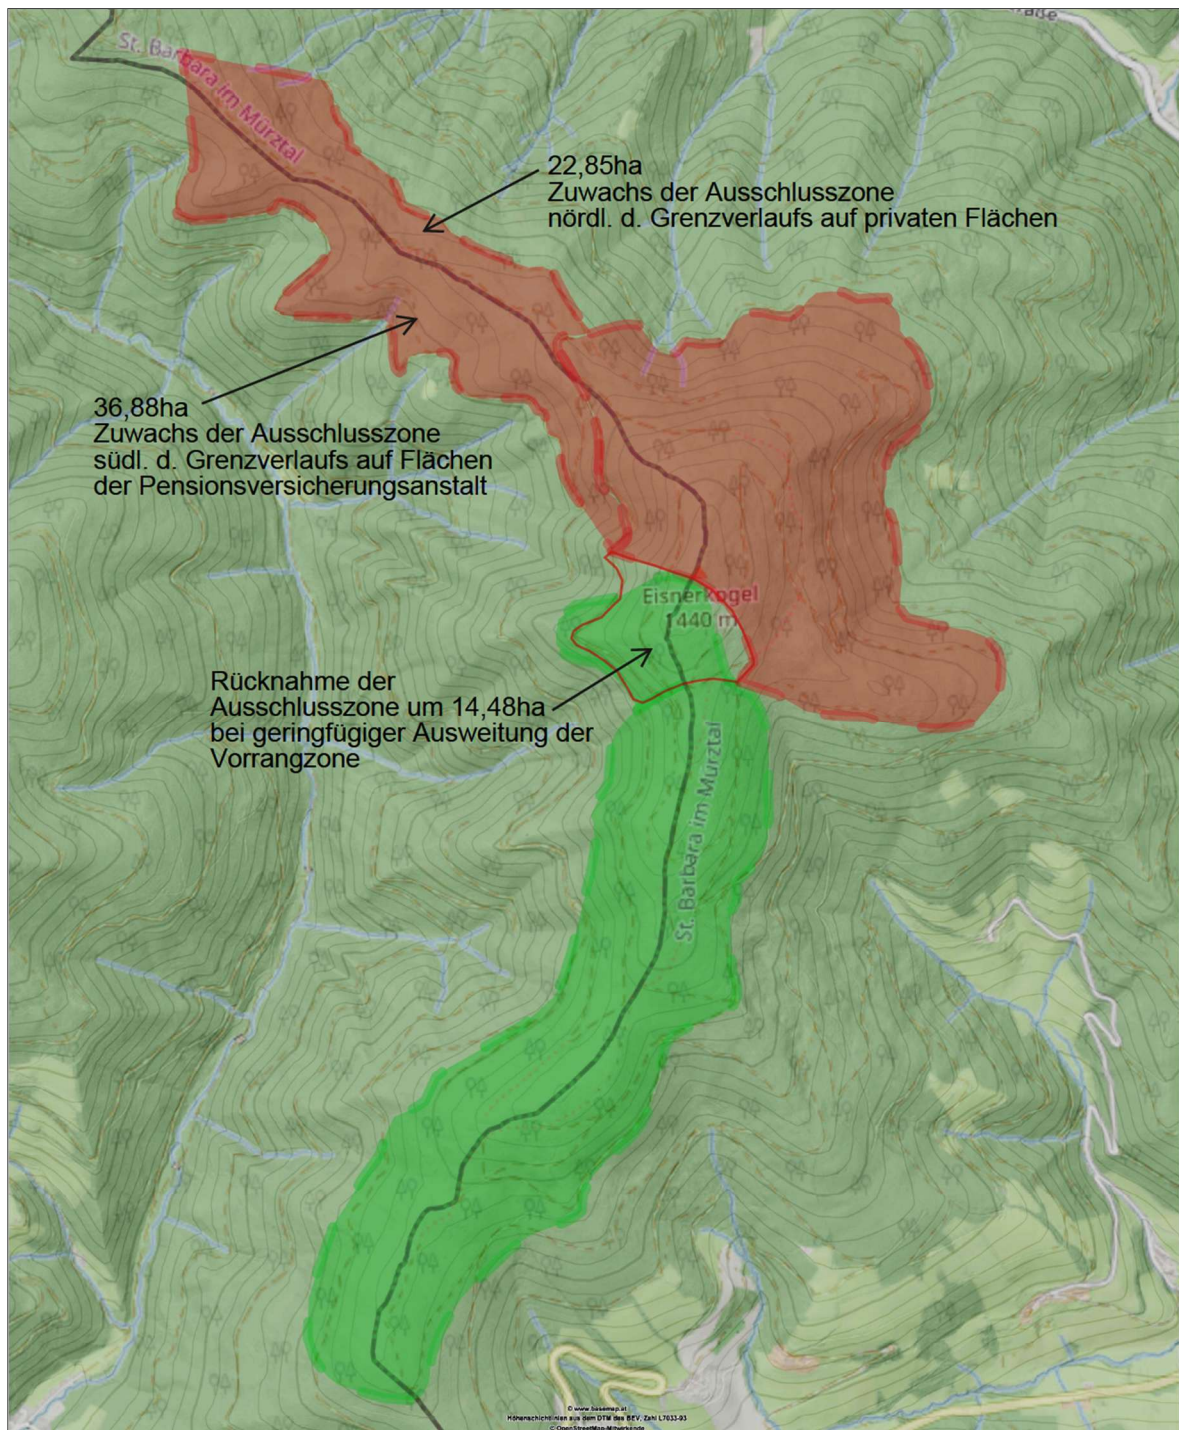 St. Barbara im Mürztal
22,85ha
Zuwachs der Ausschlusszone
nördl. d. Grenzverlaufs auf privaten Flächen
36,88ha
Zuwachs der Ausschlusszone
südl. d. Grenzverlaufs auf Flächen
der Pensionsversicherungsanstalt
Eisnerkogel
1440 m
Rücknahme der
Ausschlusszone um 14,48ha
bei geringfügiger Ausweitung der
Vorrangzone
St. Barbara im Mürztal
© www.basemap.at
Höhenschichtlinien aus dem DTM des BEV, Zahl L7033-93
© OpenStreetMap-Mitwirkende